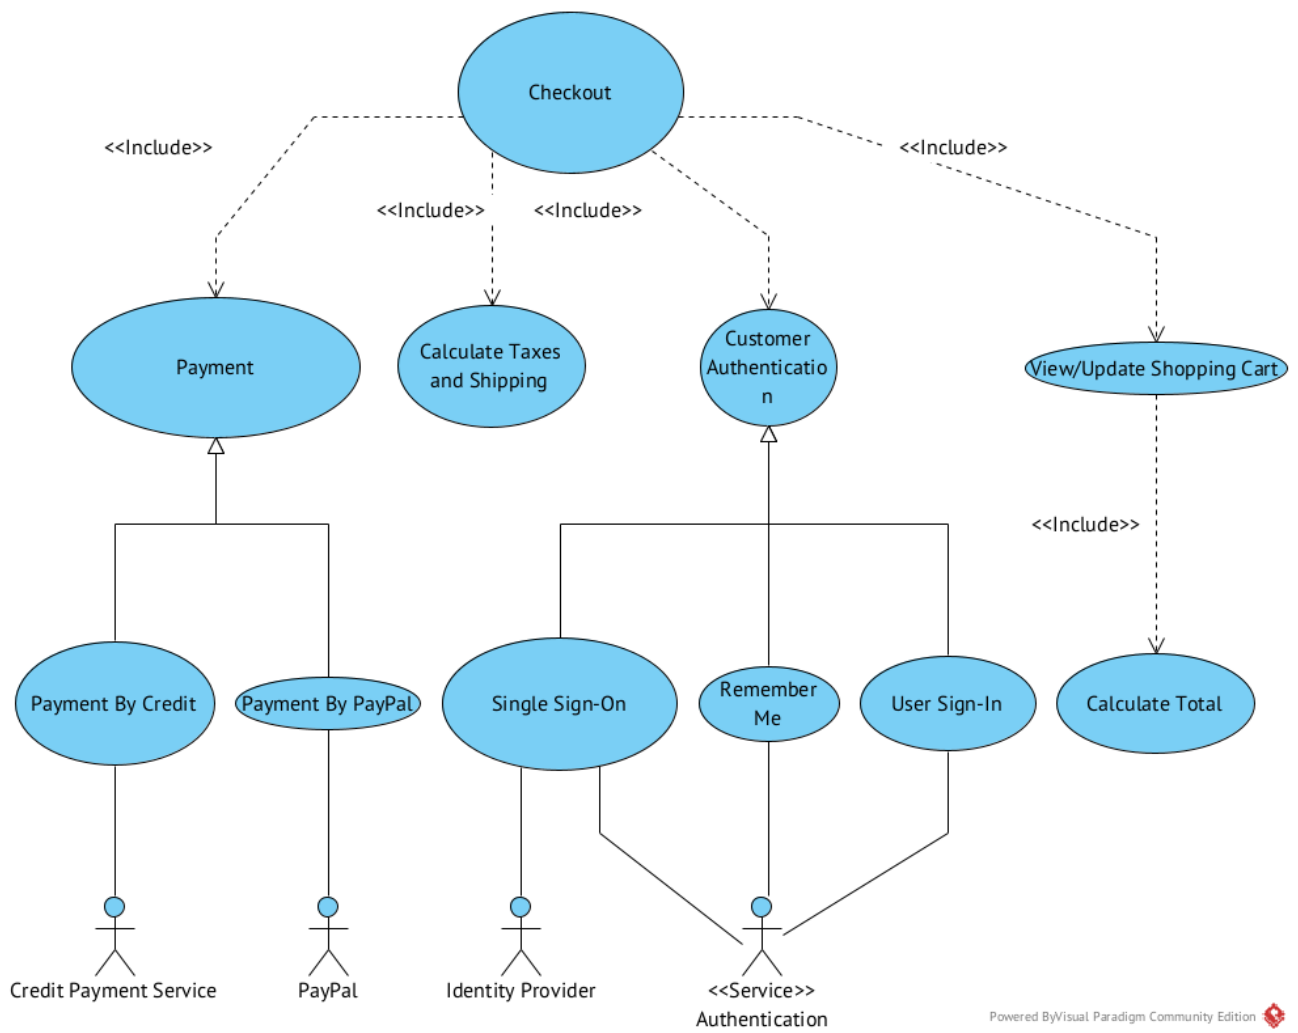 Checkout
<<Include>>
<<Include>>
<<Include>>
<<Include>>
Payment
Calculate Taxes
and Shipping
Customer
Authenticatio
n
View/Update Shopping Cart
<<Include>>
Payment By Credit
Payment By PayPal
Single Sign-On
Remember
Me
User Sign-In
Calculate Total
Credit Payment Service
PayPal
Identity Provider
<<Service>>
Authentication
Powered ByVisual Paradigm Community Edition